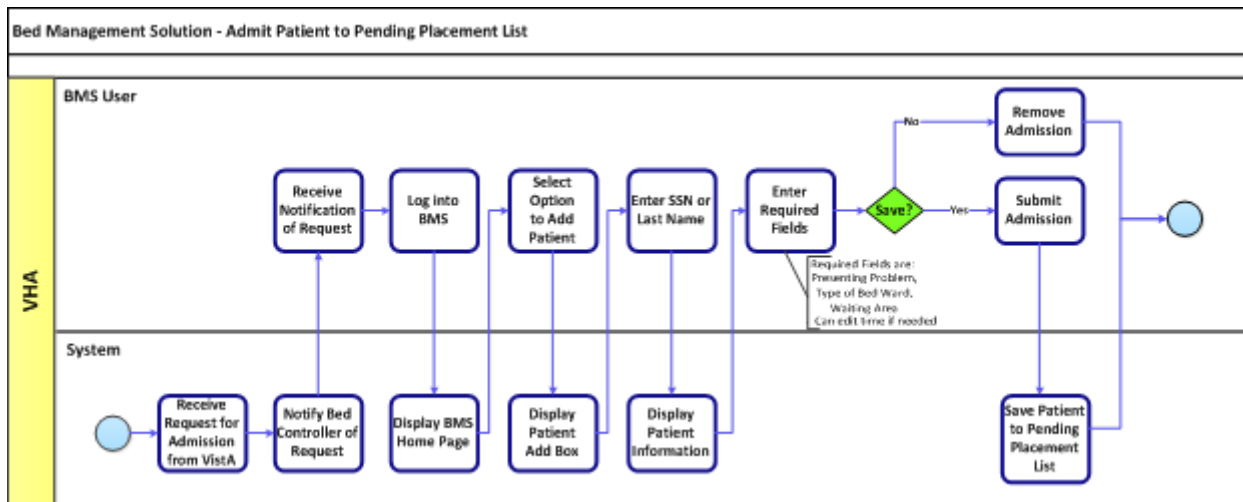 Bed Management Solution - Admit Patient to Pending Placement List
VHA
BMS User
Receive
Notification
of Request
Log into
BMS
Select
Option
to Add
Patient
Enter SSN or
Last Name
Enter
Required
Fields
Save?
No
Yes
Remove
Admission
Submit
Admission
Required Fields are:
Presenting Problem,
Type of Bed Ward,
Waiting Area
Can edit time if needed
System
Receive
Request for
Admission
from VistA
Notify Bed
Controller of
Request
Display BMS
Home Page
Display
Patient
Add Box
Display
Patient
Information
Save Patient
to Pending
Placement
List